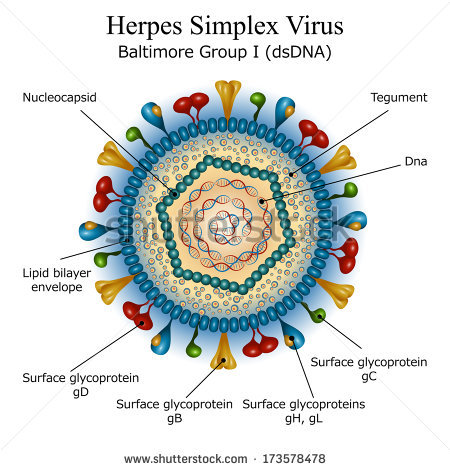 Herpes Simplex Virus
Baltimore Group I (dsDNA)
Nucleocapsid
Tegument
Dna
Lipid bilayer
envelope
Surface glycoprotein
gC
Surface glycoprotein
gD
Surface glycoprotein
gB
Surface glycoproteins
gH, gL
shutterstock
www.shutterstock.com · 173578478